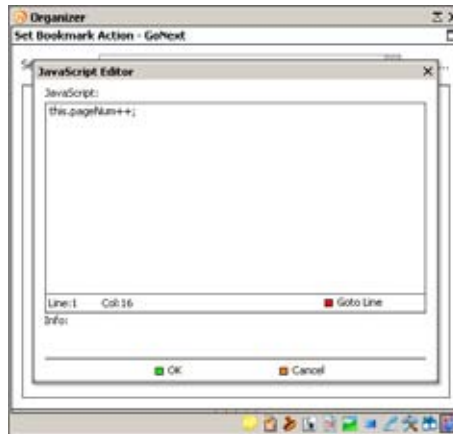 Organizer
Set Bookmark Action - GoNext
JavaScript Editor
JavaScript:
this.pageNum++;
Line:1 Col:16 Goto Line
Info:
OK Cancel